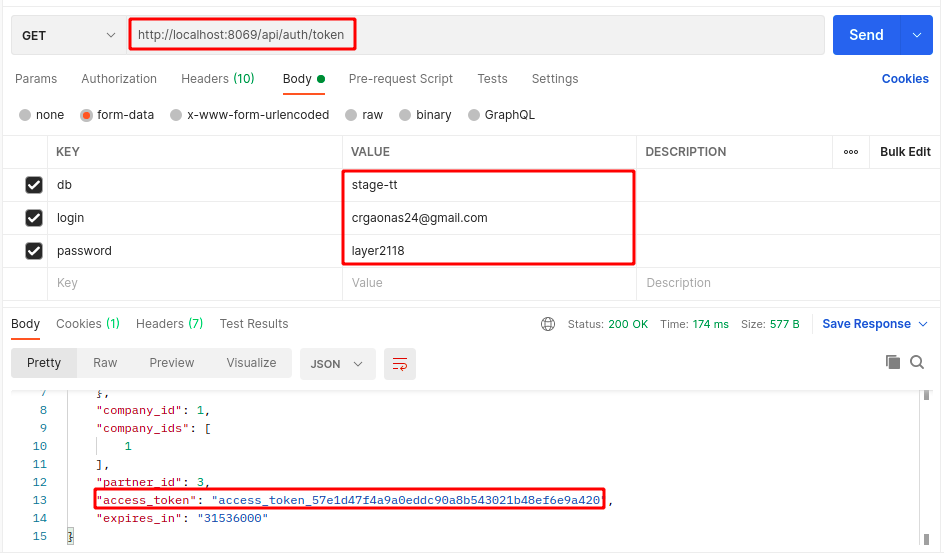 GET http://localhost:8069/api/auth/token Send
Params Authorization Headers (10) Body Pre-request Script Tests Settings Cookies
none form-data x-www-form-urlencoded raw binary GraphQL
KEY VALUE DESCRIPTION ooo Bulk Edit
db stage-tt
login crgaonas24@gmail.com
password layer2118
Key Value Description
Body Cookies (1) Headers (7) Test Results Status: 200 OK Time: 174 ms Size: 577 B Save Response
Pretty Raw Preview Visualize JSON
7 },
8 "company_id": 1,
9 "company_ids": [
10 1
11 ],
12 "partner_id": 3,
13 "access_token": "access_token_57e1d47f4a9a0eddc90a8b543021b48ef6e9a420",
14 "expires_in": "31536000"
15 }